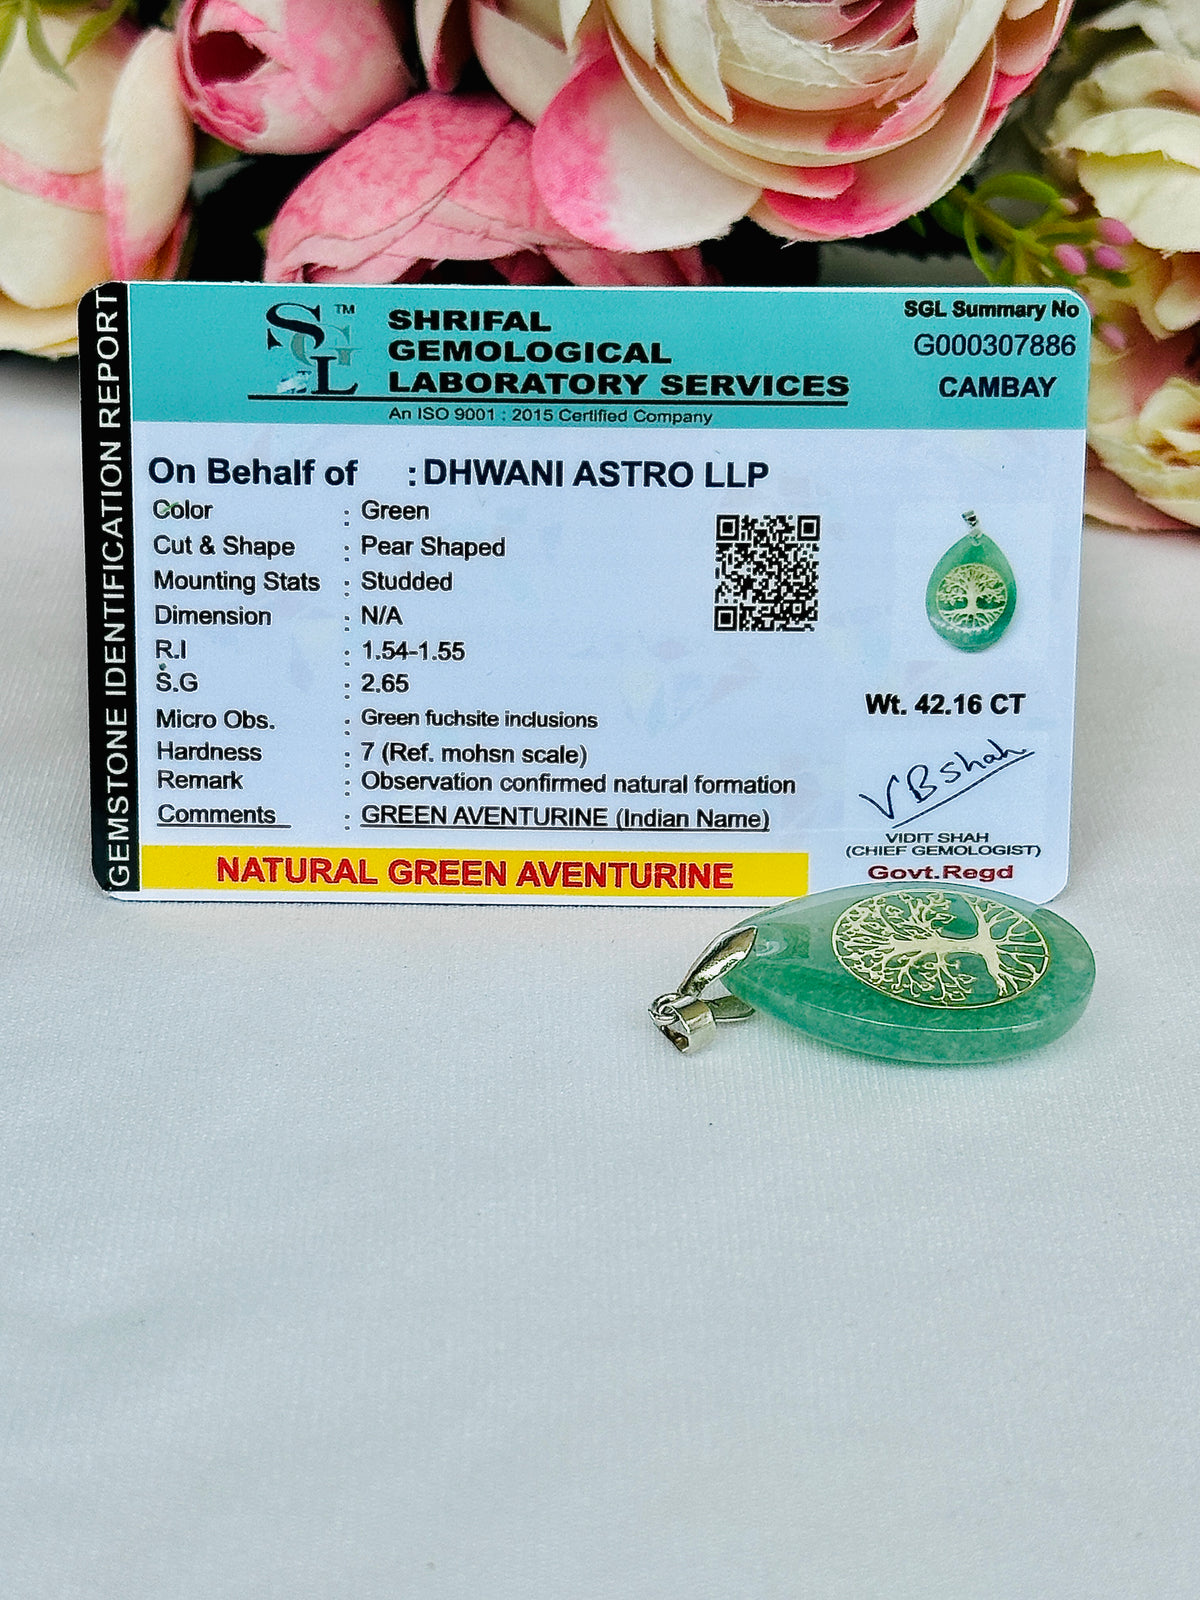 GEMSTONE IDENTIFICATION REPORT
SGL
TM
SHRIFAL
GEMOLOGICAL
LABORATORY SERVICES
An ISO 9001 : 2015 Certified Company
SGL Summary No
G000307886
CAMBAY
On Behalf of : DHWANI ASTRO LLP
Color : Green
Cut & Shape : Pear Shaped
Mounting Stats : Studded
Dimension : N/A
R.I : 1.54-1.55
S.G : 2.65
Micro Obs. : Green fuchsite inclusions
Hardness : 7 (Ref. mohsn scale)
Remark : Observation confirmed natural formation
Comments : GREEN AVENTURINE (Indian Name)
NATURAL GREEN AVENTURINE
Wt. 42.16 CT
VBshah
VIDIT SHAH
(CHIEF GEMOLOGIST)
Govt.Regd